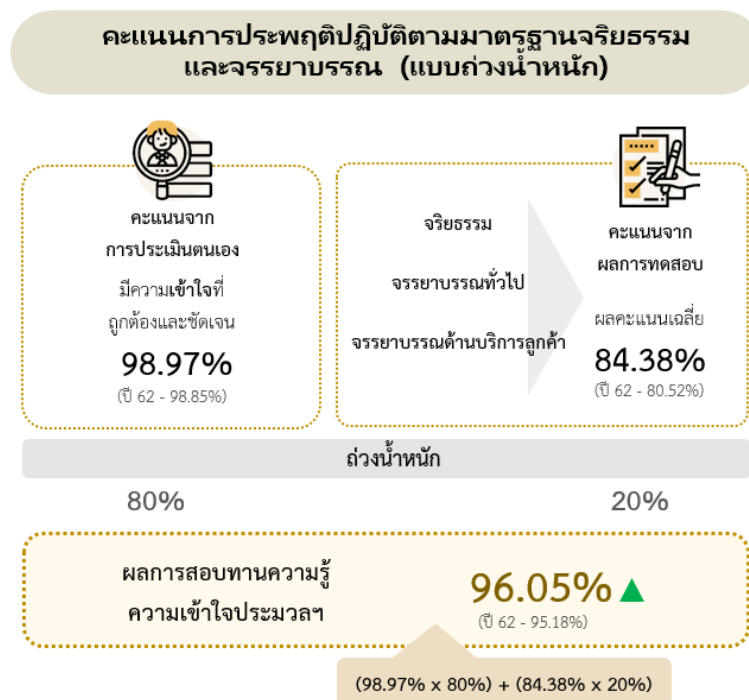 คะแนนการประพฤติปฏิบัติตามมาตรฐานจริยธรรม
และจรรยาบรรณ (แบบถ่วงน้ำหนัก)
คะแนนจาก
การประเมินตนเอง
มีความเข้าใจที่
ถูกต้องและชัดเจน
98.97%
(ปี 62 - 98.85%)
จริยธรรม
จรรยาบรรณทั่วไป
จรรยาบรรณด้านบริการลูกค้า
คะแนนจาก
ผลการทดสอบ
ผลคะแนนเฉลี่ย
84.38%
(ปี 62 - 80.52%)
ถ่วงน้ำหนัก
80%
20%
ผลการสอบทานความรู้
ความเข้าใจประมวลฯ
96.05%
(ปี 62 - 95.18%)
(98.97% x 80%) + (84.38% x 20%)